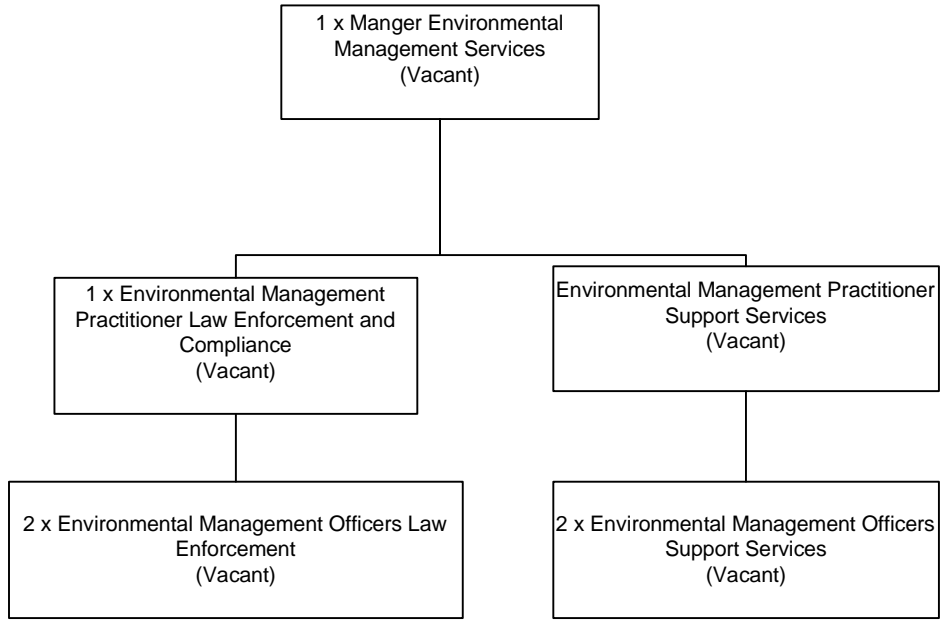 1 x Manger Environmental
Management Services
(Vacant)
1 x Environmental Management
Practitioner Law Enforcement and
Compliance
(Vacant)
Environmental Management Practitioner
Support Services
(Vacant)
2 x Environmental Management Officers Law
Enforcement
(Vacant)
2 x Environmental Management Officers
Support Services
(Vacant)